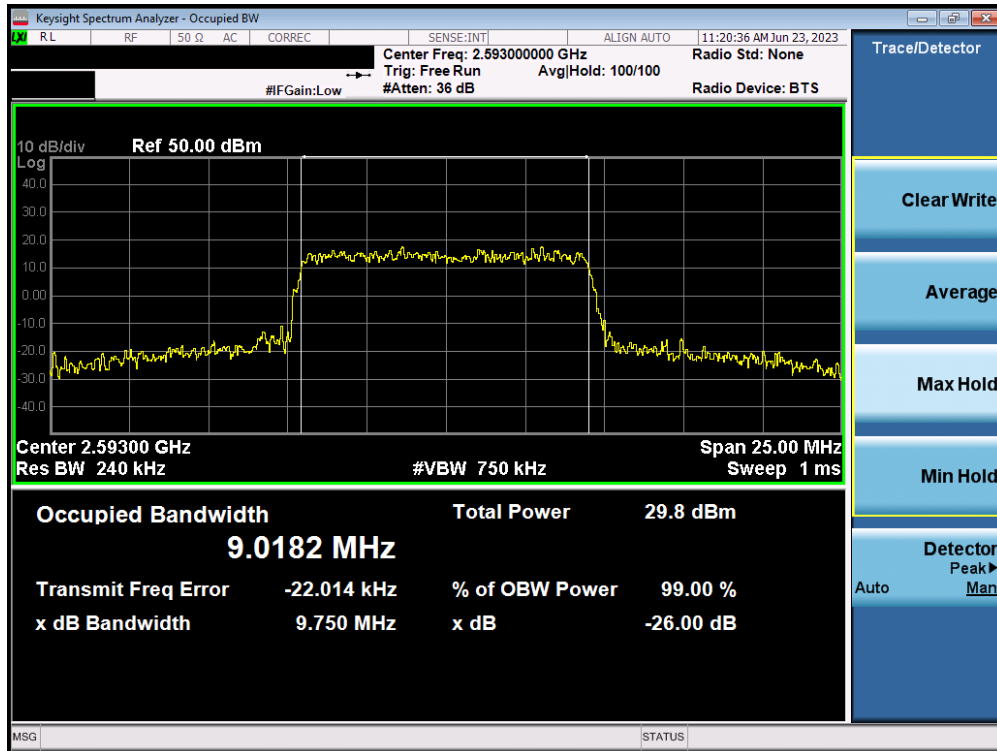 Keysight Spectrum Analyzer - Occupied BW
LXI RL RF 50 Ω AC CORREC SENSE:INT ALIGN AUTO 11:20:36 AM Jun 23, 2023
Center Freq: 2.593000000 GHz Radio Std: None
Trig: Free Run Avg|Hold: 100/100
#IFGain:Low #Atten: 36 dB Radio Device: BTS
Trace/Detector
10 dB/div Ref 50.00 dBm
Log
40.0
30.0
20.0
10.0
0.00
-10.0
-20.0
-30.0
-40.0
Center 2.59300 GHz Span 25.00 MHz
Res BW 240 kHz #VBW 750 kHz Sweep 1 ms
Occupied Bandwidth Total Power 29.8 dBm
9.0182 MHz
Transmit Freq Error -22.014 kHz % of OBW Power 99.00 %
x dB Bandwidth 9.750 MHz x dB -26.00 dB
Clear Write
Average
Max Hold
Min Hold
Detector
Peak▶
Auto Man
MSG STATUS